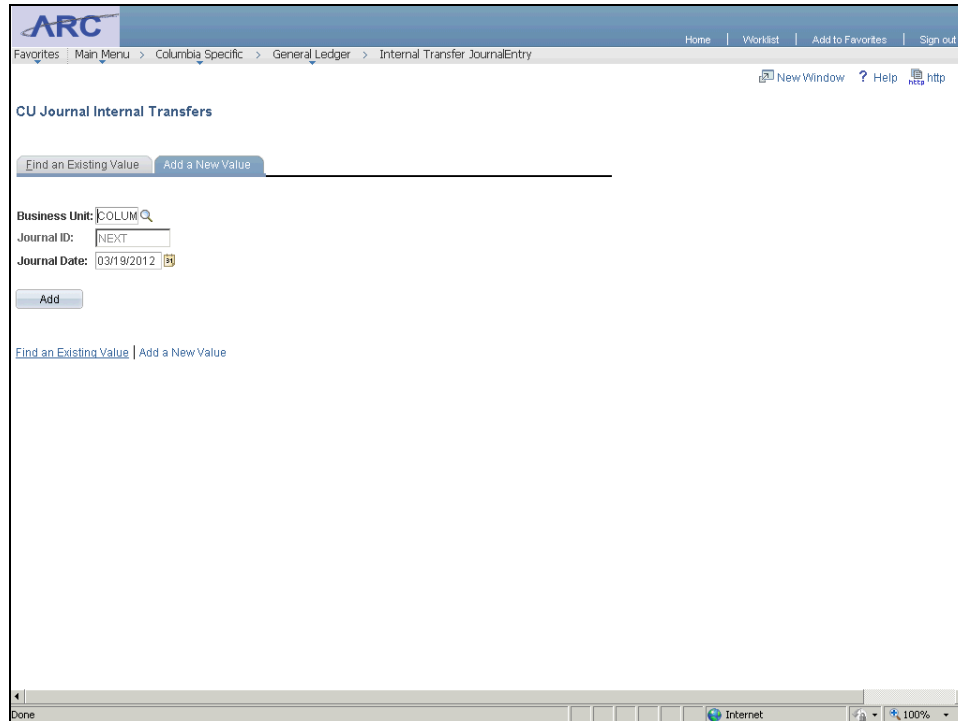 ARC
Home | Worklist | Add to Favorites | Sign out
Favorites Main Menu > Columbia Specific > General Ledger > Internal Transfer JournalEntry
New Window ? Help http
CU Journal Internal Transfers
Find an Existing Value Add a New Value
Business Unit: COLUM
Journal ID: NEXT
Journal Date: 03/19/2012 31
Add
Find an Existing Value | Add a New Value
Done Internet 100%